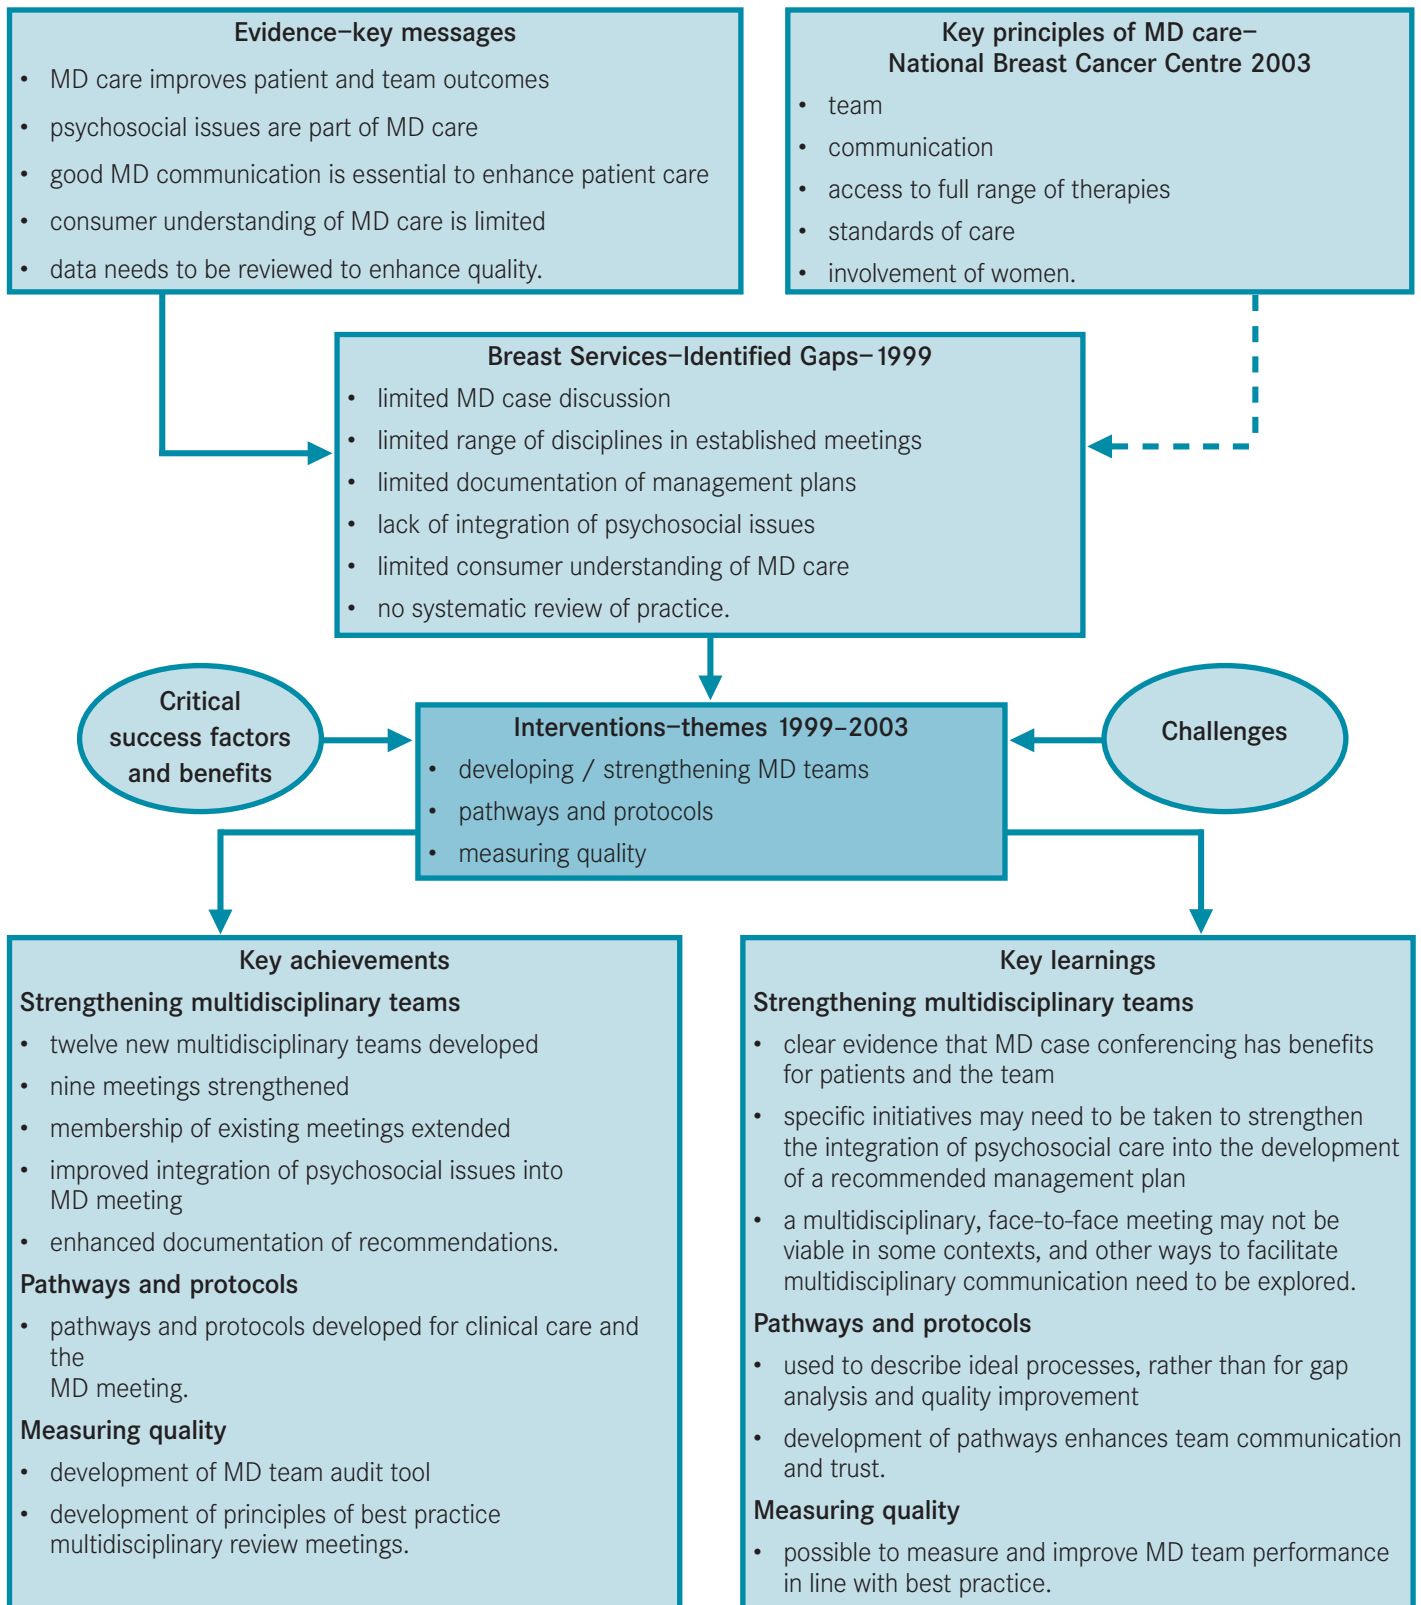 Evidence–key messages
• MD care improves patient and team outcomes
• psychosocial issues are part of MD care
• good MD communication is essential to enhance patient care
• consumer understanding of MD care is limited
• data needs to be reviewed to enhance quality.
Key principles of MD care–
National Breast Cancer Centre 2003
• team
• communication
• access to full range of therapies
• standards of care
• involvement of women.
Breast Services–Identified Gaps–1999
• limited MD case discussion
• limited range of disciplines in established meetings
• limited documentation of management plans
• lack of integration of psychosocial issues
• limited consumer understanding of MD care
• no systematic review of practice.
Critical
success factors
and benefits
Interventions–themes 1999–2003
• developing / strengthening MD teams
• pathways and protocols
• measuring quality
Challenges
Key achievements
Strengthening multidisciplinary teams
• twelve new multidisciplinary teams developed
• nine meetings strengthened
• membership of existing meetings extended
• improved integration of psychosocial issues into
MD meeting
• enhanced documentation of recommendations.
Pathways and protocols
• pathways and protocols developed for clinical care and
the
MD meeting.
Measuring quality
• development of MD team audit tool
• development of principles of best practice
multidisciplinary review meetings.
Key learnings
Strengthening multidisciplinary teams
• clear evidence that MD case conferencing has benefits
for patients and the team
• specific initiatives may need to be taken to strengthen
the integration of psychosocial care into the development
of a recommended management plan
• a multidisciplinary, face-to-face meeting may not be
viable in some contexts, and other ways to facilitate
multidisciplinary communication need to be explored.
Pathways and protocols
• used to describe ideal processes, rather than for gap
analysis and quality improvement
• development of pathways enhances team communication
and trust.
Measuring quality
• possible to measure and improve MD team performance
in line with best practice.